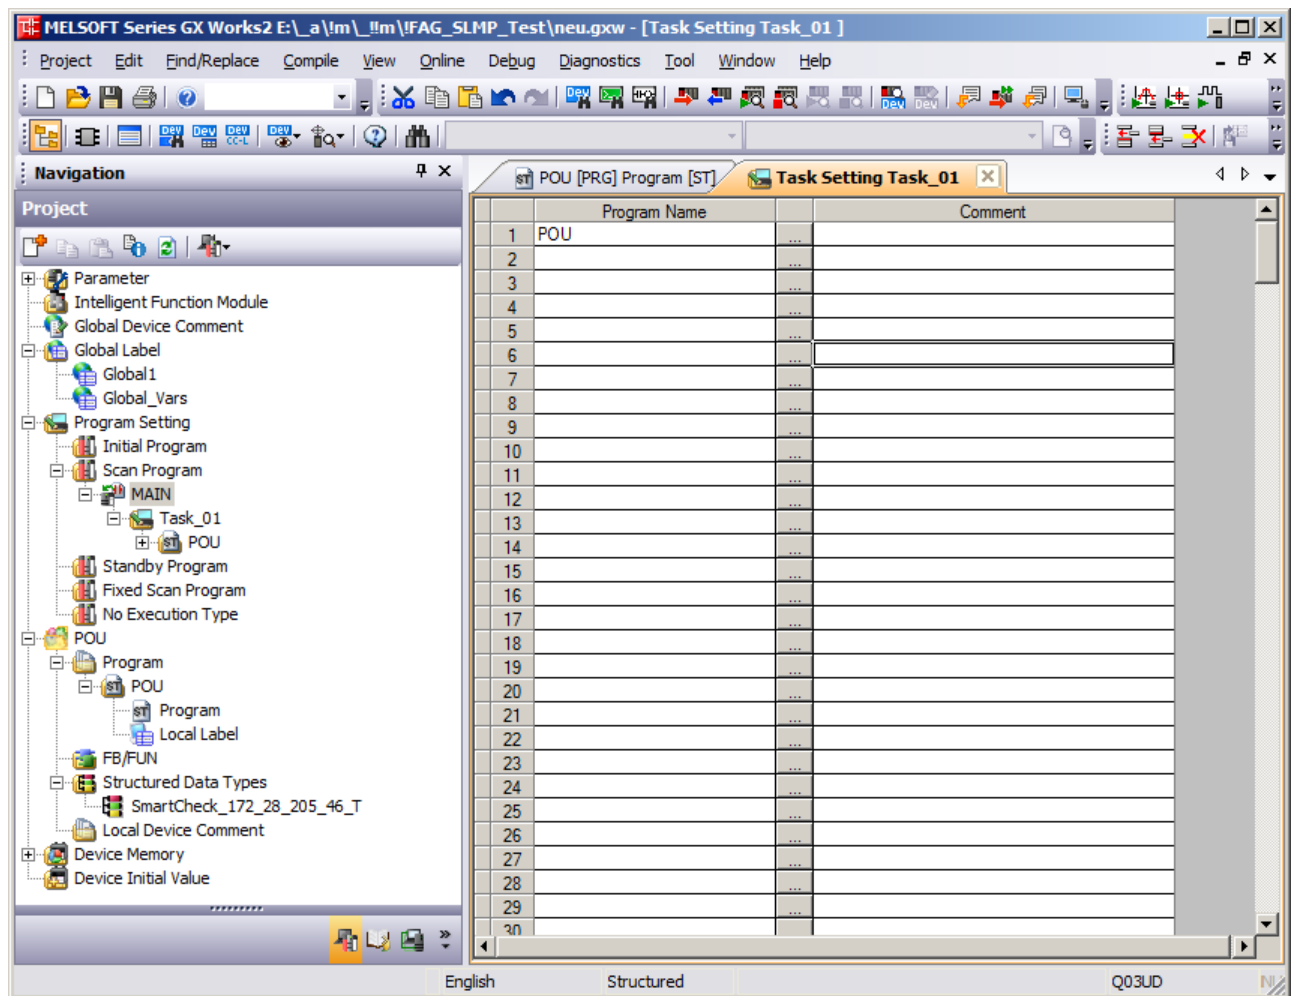 MELSOFT Series GX Works2 E:\_a\!m\_!!m\!FAG_SLMP_Test\neu.gxw - [Task Setting Task_01 ]
Project Edit Find/Replace Compile View Online Debug Diagnostics Tool Window Help
Navigation
POU [PRG] Program [ST]
Task Setting Task_01
Project
Program Name
Comment
1 POU ...
2 ...
3 ...
4 ...
5 ...
6 ...
7 ...
8 ...
9 ...
10 ...
11 ...
12 ...
13 ...
14 ...
15 ...
16 ...
17 ...
18 ...
19 ...
20 ...
21 ...
22 ...
23 ...
24 ...
25 ...
26 ...
27 ...
28 ...
29 ...
30
Parameter
Intelligent Function Module
Global Device Comment
Global Label
Global1
Global_Vars
Program Setting
Initial Program
Scan Program
MAIN
Task_01
POU
Standby Program
Fixed Scan Program
No Execution Type
POU
Program
POU
Program
Local Label
FB/FUN
Structured Data Types
SmartCheck_172_28_205_46_T
Local Device Comment
Device Memory
Device Initial Value
English
Structured
Q03UD